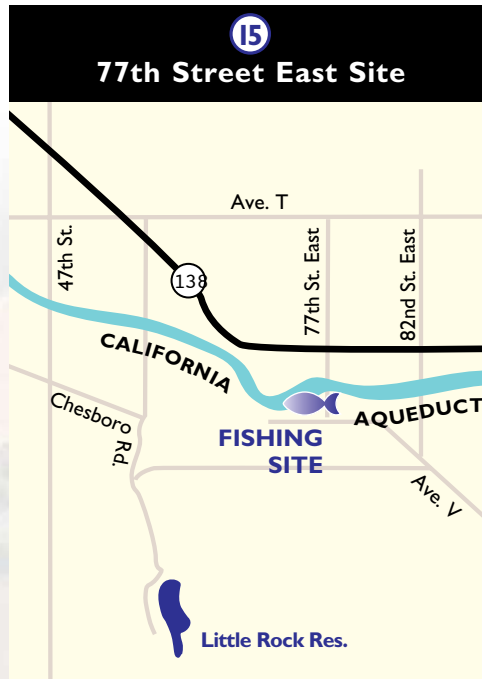 15
77th Street East Site
Ave. T
47th St.
77th St. East
82nd St. East
138
CALIFORNIA
AQUEDUCT
Chesboro
Rd.
FISHING
SITE
Ave. V
Little Rock Res.